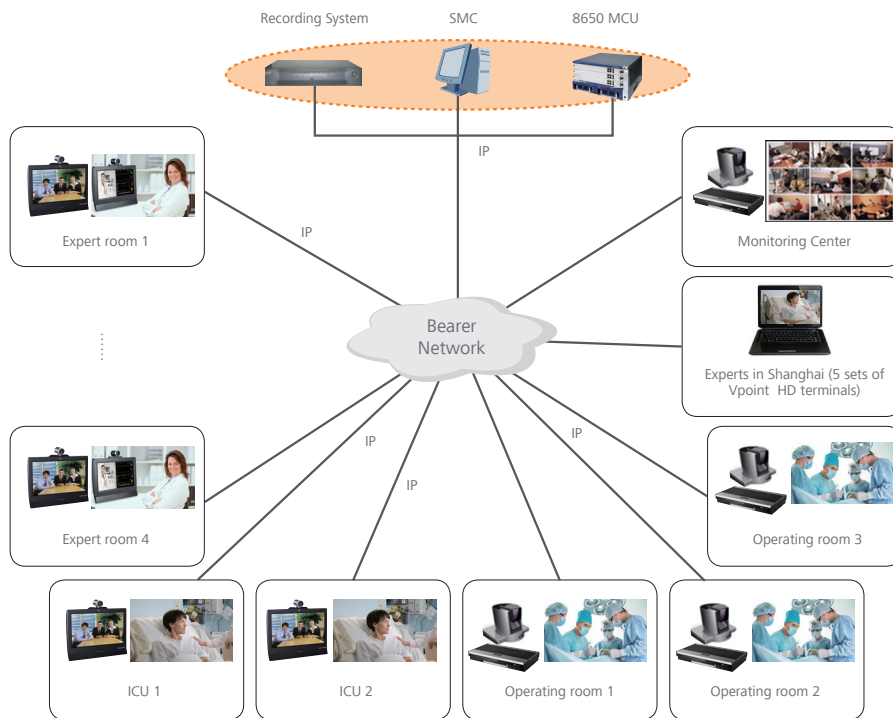 Recording System
SMC
8650 MCU
IP
Expert room 1
IP
Monitoring Center
Bearer
Network
Experts in Shanghai (5 sets of
Vpoint HD terminals)
IP
IP
IP
Expert room 4
Operating room 3
ICU 1
ICU 2
Operating room 1
Operating room 2